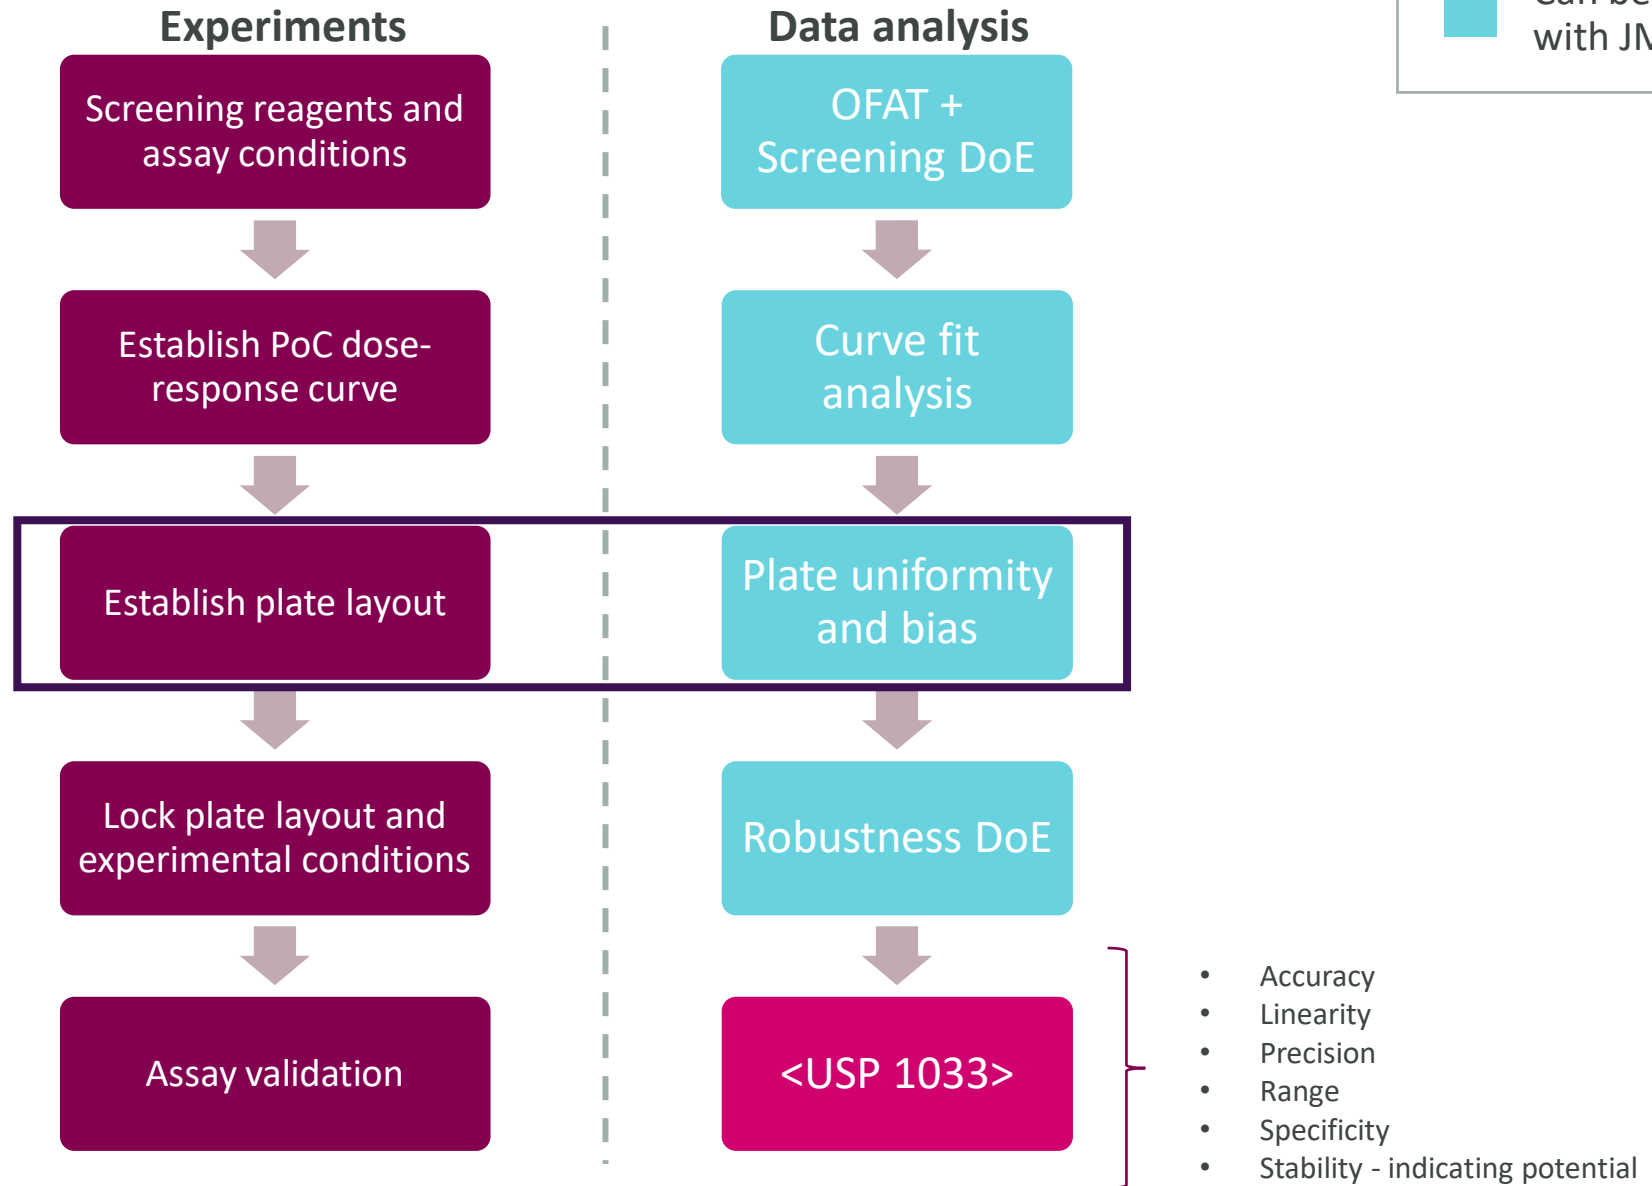 Experiments
Data analysis
with JM
Screening reagents and
assay conditions
OFAT +
Screening DoE
Establish PoC dose-
response curve
Curve fit
analysis
Establish plate layout
Plate uniformity
and bias
Lock plate layout and
experimental conditions
Robustness DoE
Assay validation
<USP 1033>
• Accuracy
• Linearity
• Precision
• Range
• Specificity
• Stability - indicating potential